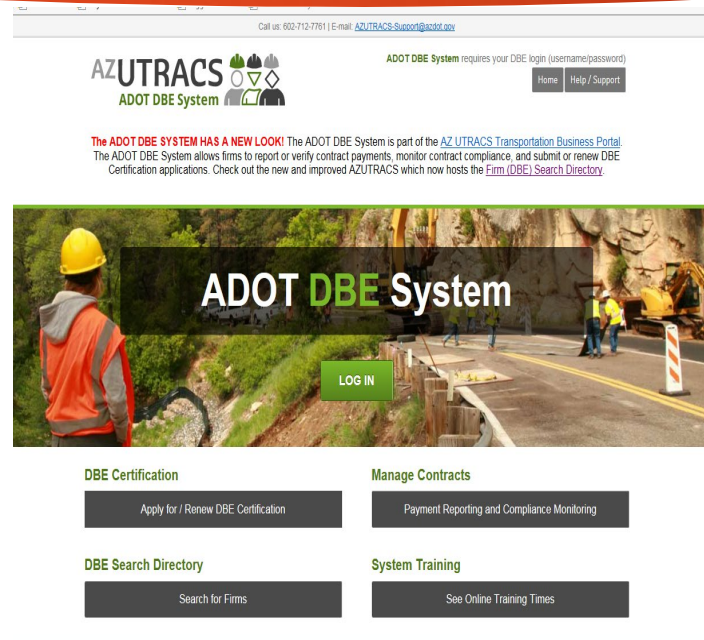 Call us: 602-712-7761 | E-mail: AZUTRACS-Support@azdot.gov
AZUTRACS
ADOT DBE System
ADOT DBE System requires your DBE login (username/password)
Home Help / Support
The ADOT DBE SYSTEM HAS A NEW LOOK! The ADOT DBE System is part of the AZ UTRACS Transportation Business Portal.
The ADOT DBE System allows firms to report or verify contract payments, monitor contract compliance, and submit or renew DBE
Certification applications. Check out the new and improved AZUTRACS which now hosts the Firm (DBE) Search Directory.
ADOT DBE System
LOG IN
DBE Certification
Apply for / Renew DBE Certification
Manage Contracts
Payment Reporting and Compliance Monitoring
DBE Search Directory
Search for Firms
System Training
See Online Training Times